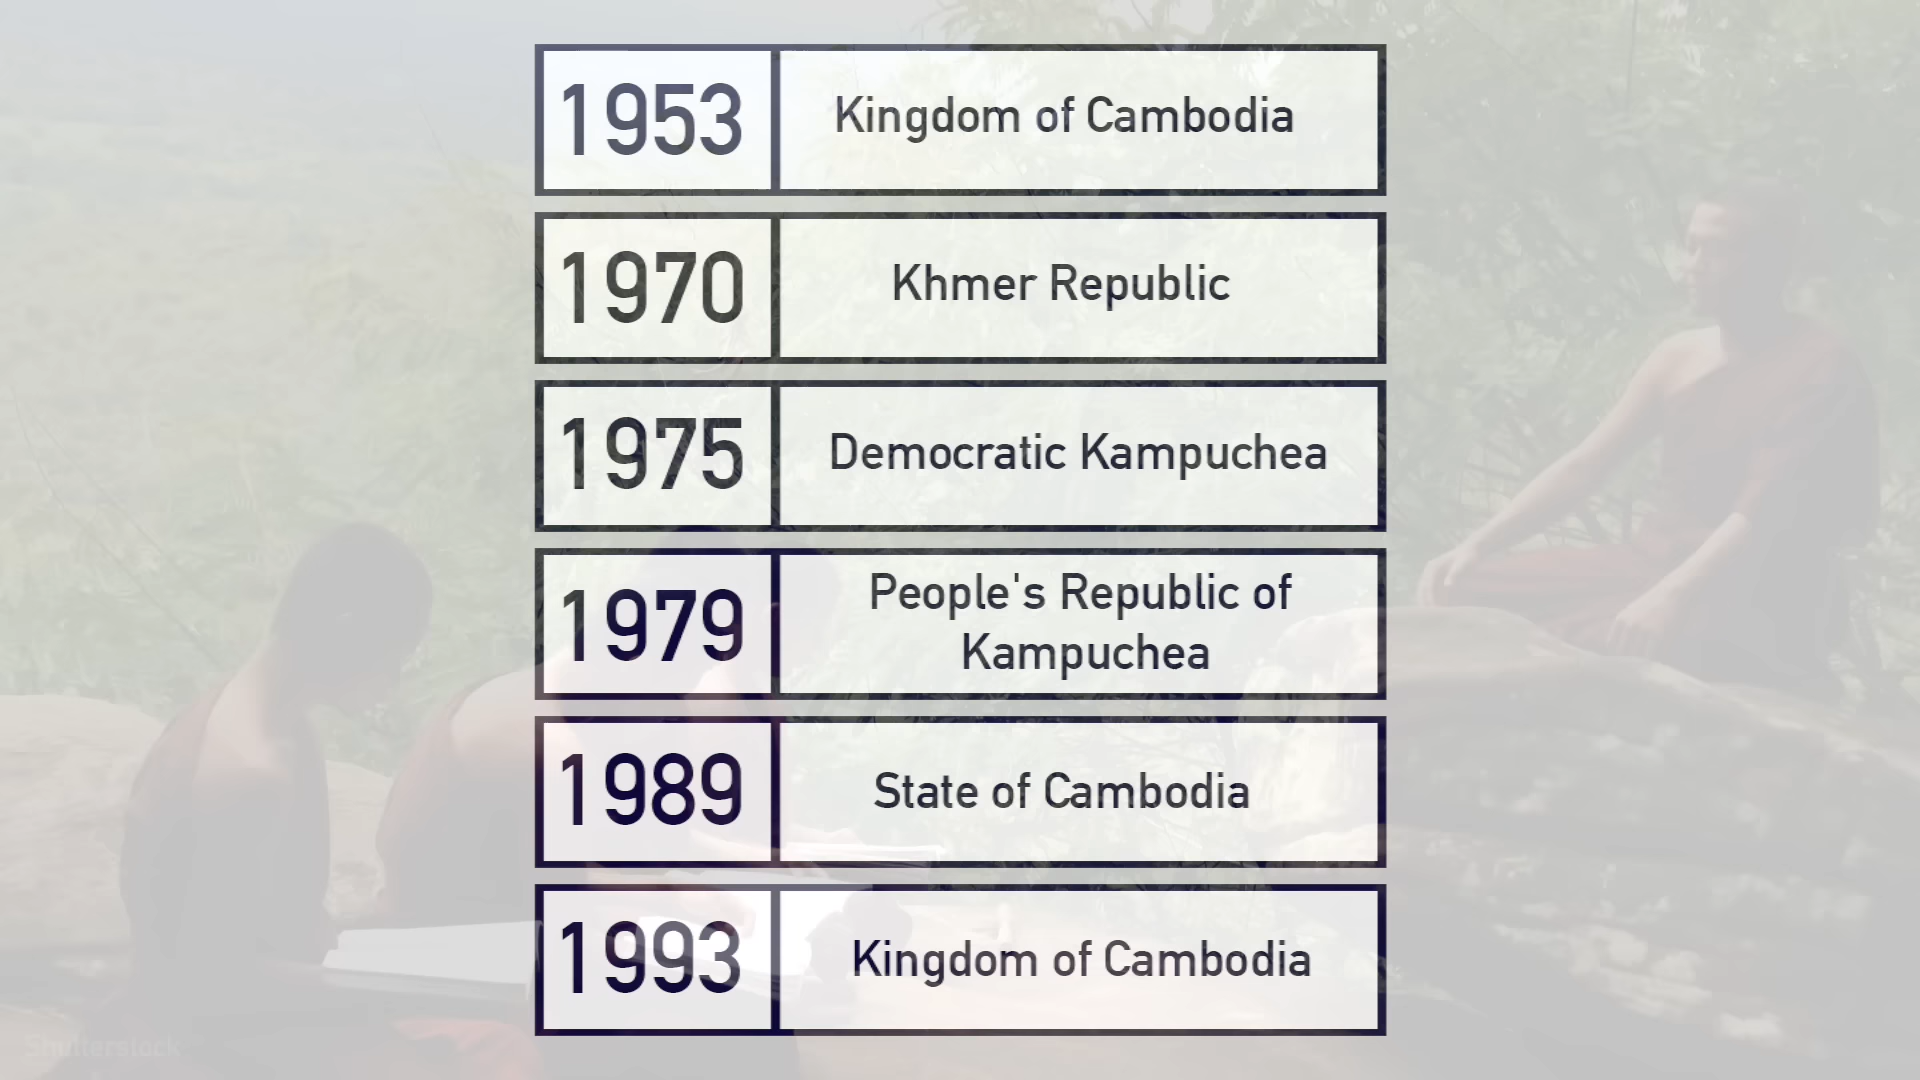 1953
Kingdom of Cambodia
1970
Khmer Republic
1975
Democratic Kampuchea
1979
People's Republic of
Kampuchea
1989
State of Cambodia
1993
Kingdom of Cambodia
Shutterstock